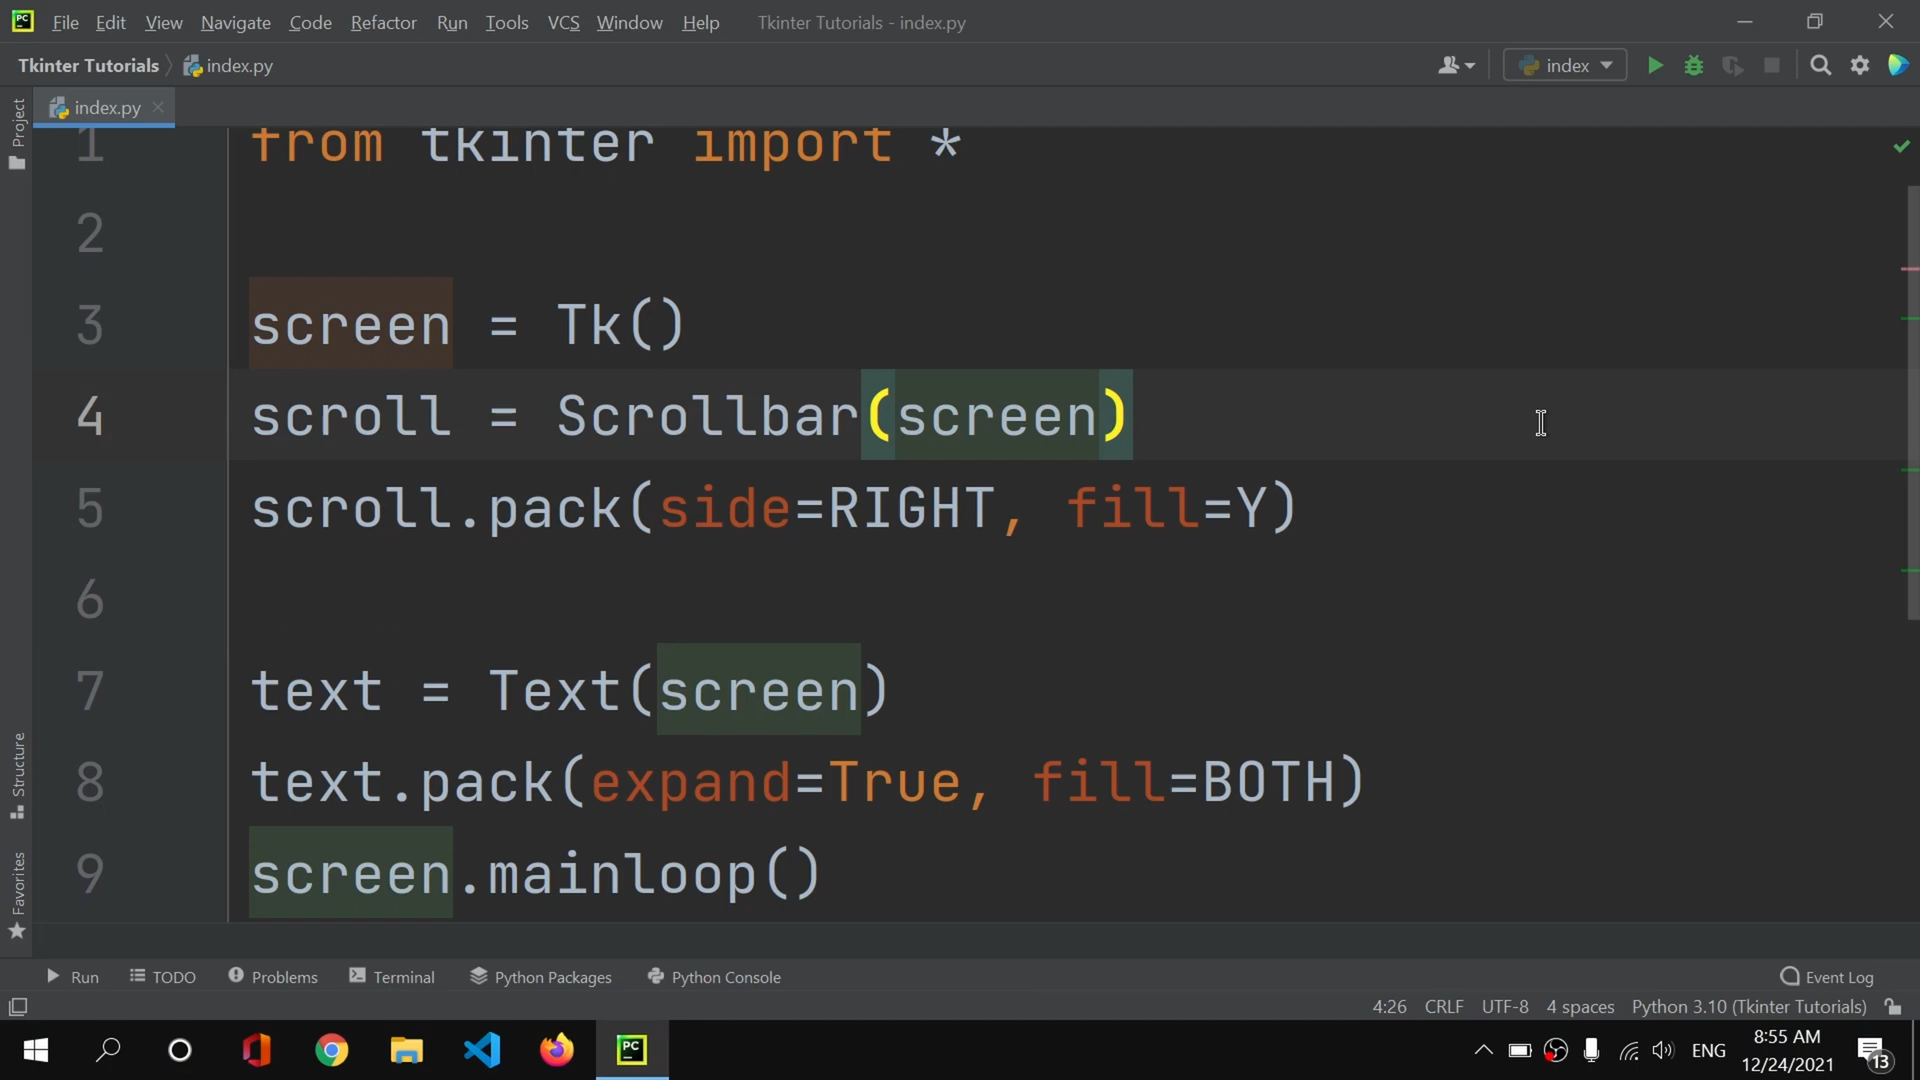 PC File Edit View Navigate Code Refactor Run Tools VCS Window Help Tkinter Tutorials - index.py
Tkinter Tutorials index.py index
Project
index.py
1 from tkinter import *
2
3 screen = Tk()
4 scroll = Scrollbar(screen)
5 scroll.pack(side=RIGHT, fill=Y)
6
7 text = Text(screen)
8 text.pack(expand=True, fill=BOTH)
9 screen.mainloop()
Structure
Favorites
Run TODO Problems Terminal Python Packages Python Console Event Log
4:26 CRLF UTF-8 4 spaces Python 3.10 (Tkinter Tutorials)
PC ENG 8:55 AM 13
12/24/2021